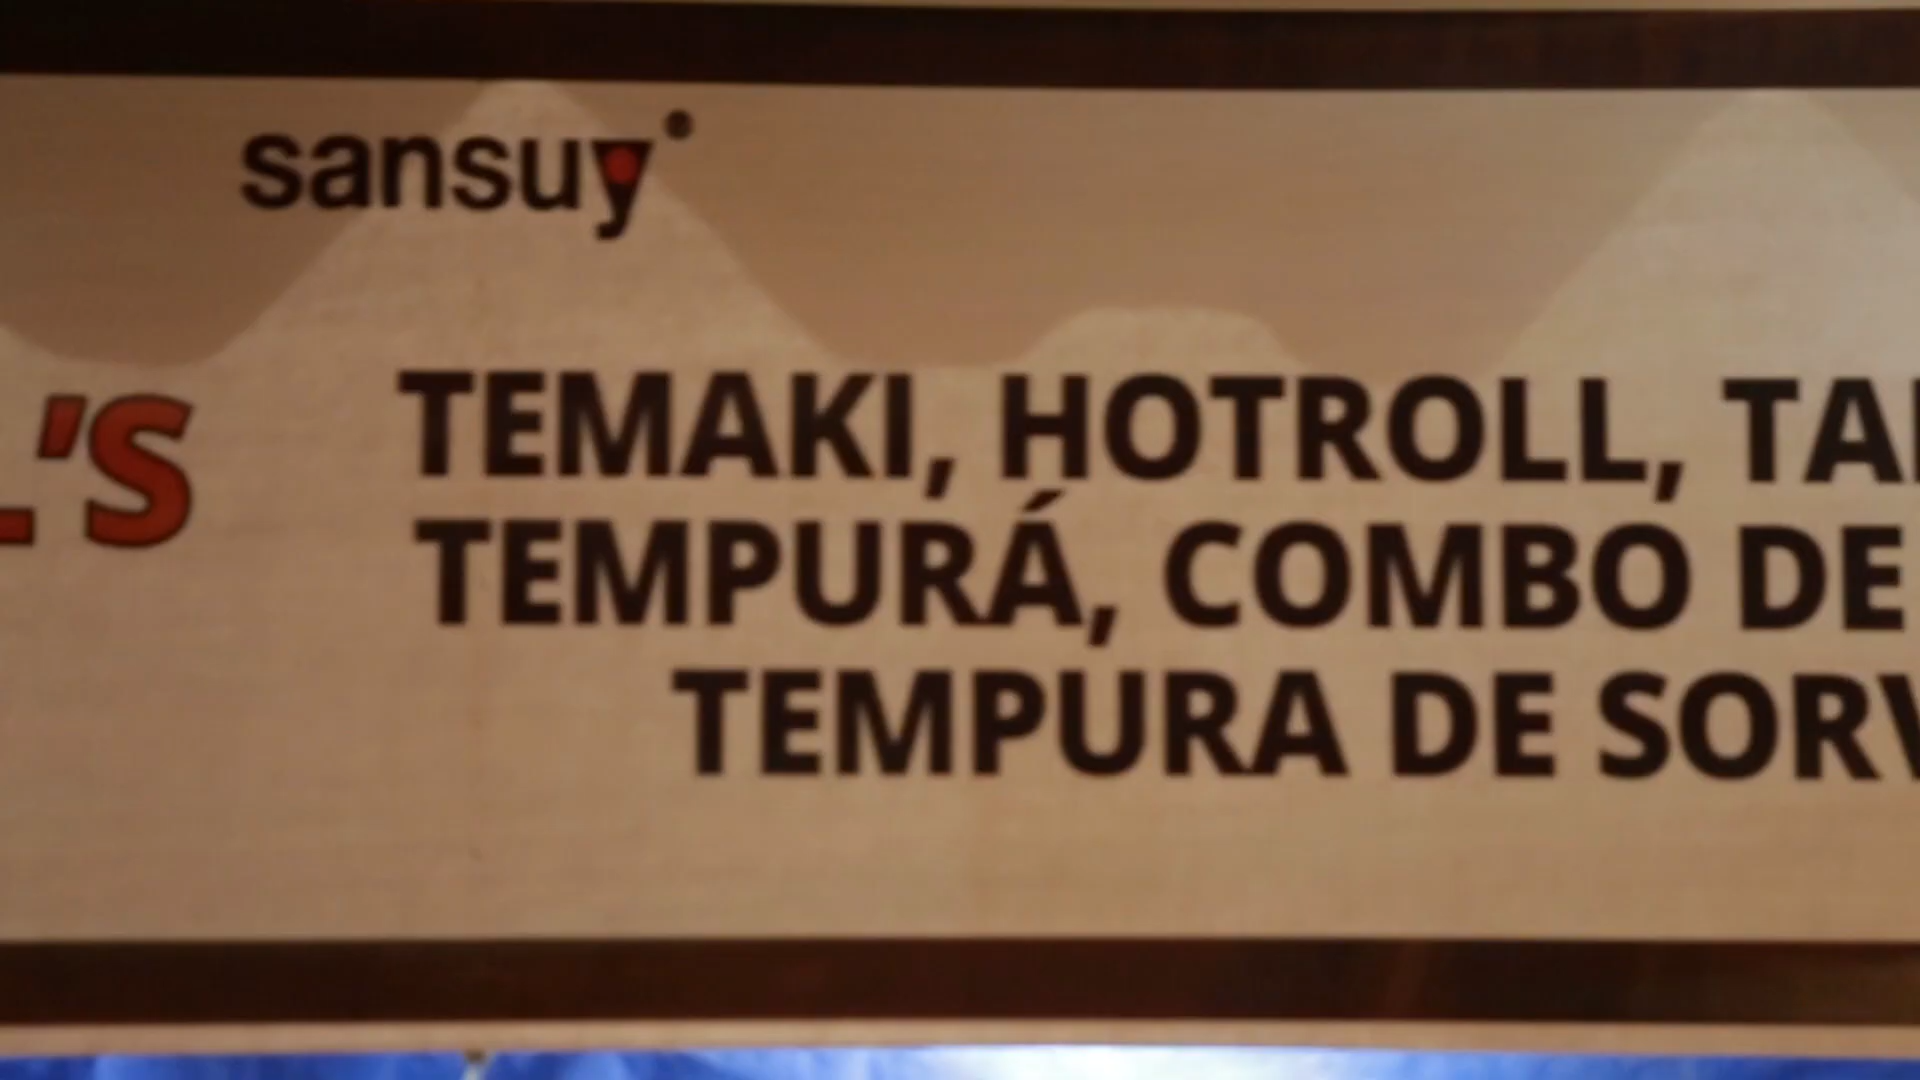 sansuy
'S
TEMAKI, HOTROLL,
TEMPURÁ, COMBO DE
TEMPURA DE